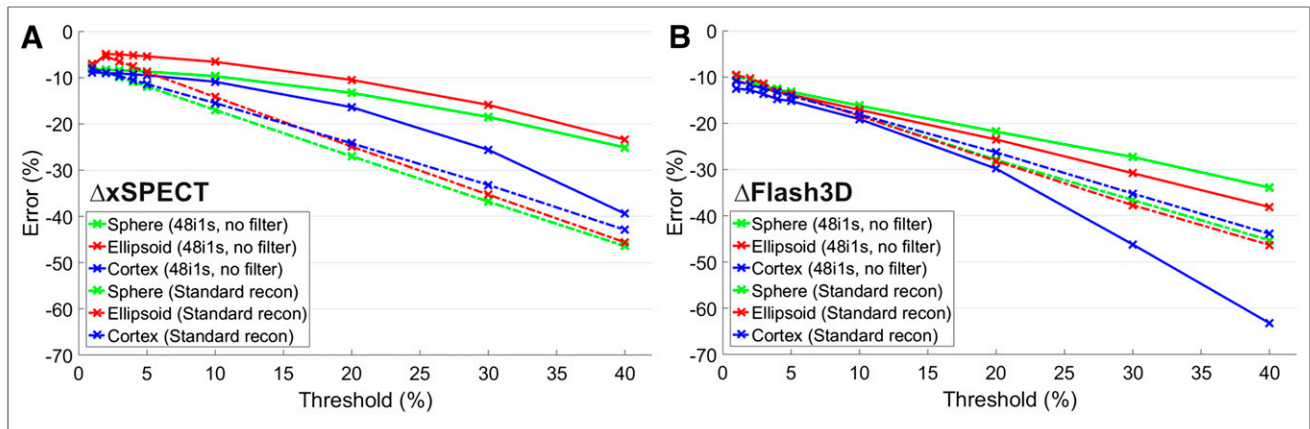 A
0
-10
-20
-30
-40
-50
-60
-70
Error (%)
ΔxSPECT
Sphere (48i1s, no filter)
Ellipsoid (48i1s, no filter)
Cortex (48i1s, no filter)
Sphere (Standard recon)
Ellipsoid (Standard recon)
Cortex (Standard recon)
0 5 10 15 20 25 30 35 40
Threshold (%)
B
0
-10
-20
-30
-40
-50
-60
-70
Error (%)
ΔFlash3D
Sphere (48i1s, no filter)
Ellipsoid (48i1s, no filter)
Cortex (48i1s, no filter)
Sphere (Standard recon)
Ellipsoid (Standard recon)
Cortex (Standard recon)
0 5 10 15 20 25 30 35 40
Threshold (%)